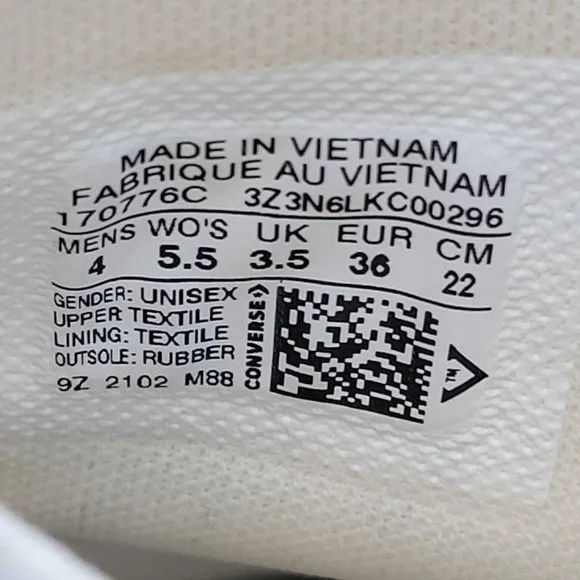 MADE IN VIETNAM
FABRIQUE AU VIETNAM
170776C 3Z3N6LKC00296
MENS WO'S UK EUR CM
4 5.5 3.5 36 22
GENDER: UNISEX
UPPER: TEXTILE
LINING: TEXTILE
OUTSOLE: RUBBER
9Z 2102 M88
CONVERSE